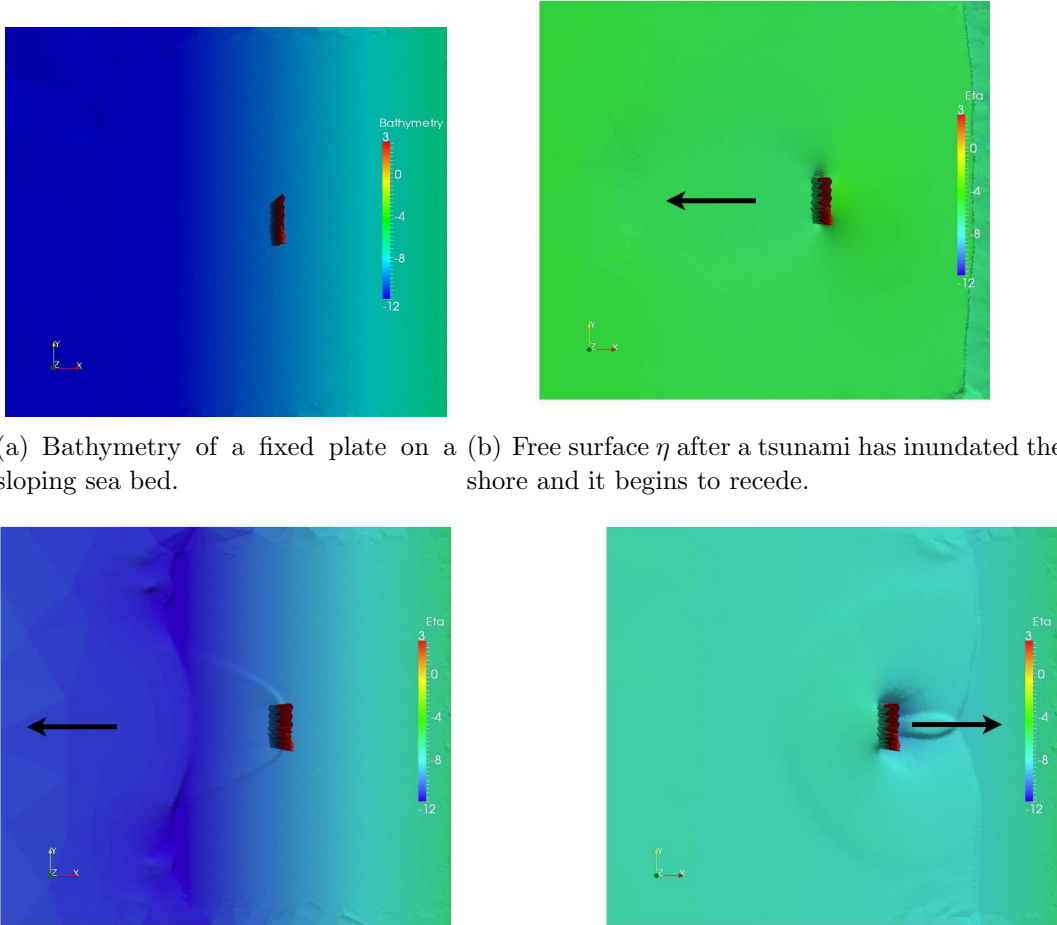 Bathymetry
3
0
-4
-8
-12
Y
Z
X
Eta
3
0
-4
-8
-12
Y
Z
X
(a) Bathymetry of a fixed plate on a
sloping sea bed.
(b) Free surface η after a tsunami has inundated the
shore and it begins to recede.
Eta
3
0
-4
-8
-12
Y
Z
X
Eta
3
0
-4
-8
-12
Y
Z
X